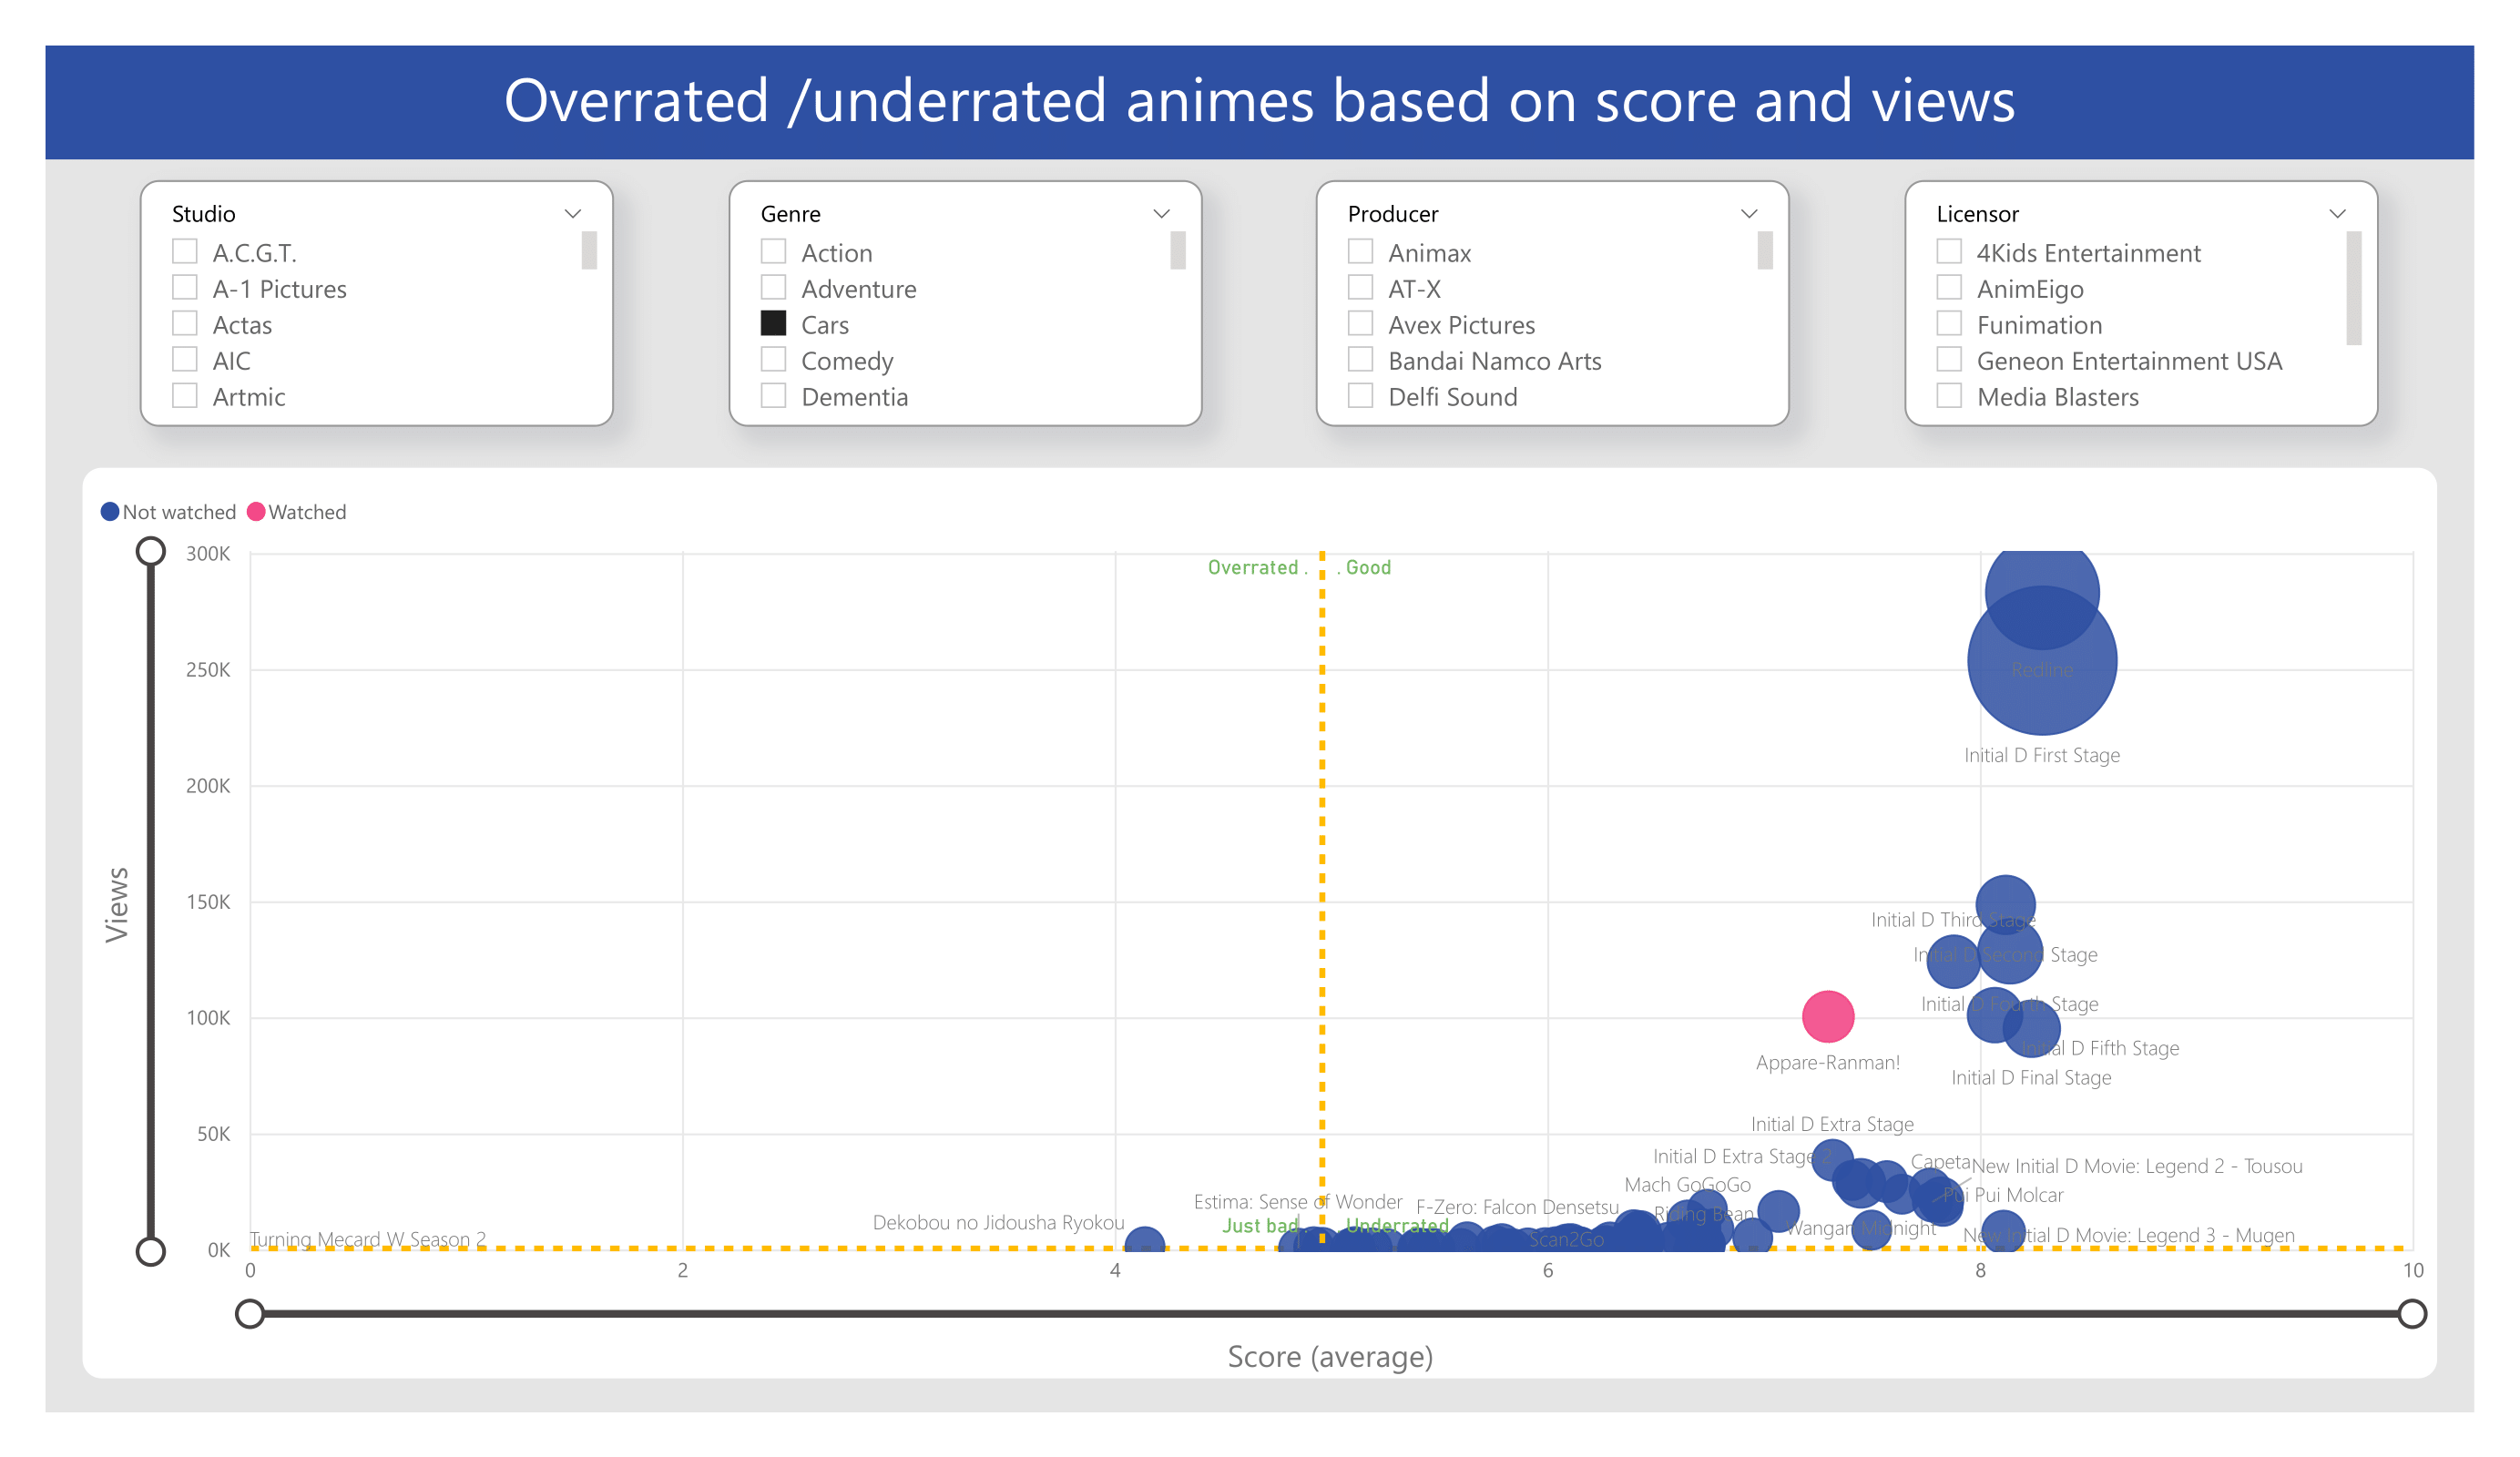 Overrated /underrated animes based on score and views
Studio
A.C.G.T.
A-1 Pictures
Actas
AIC
Artmic
Genre
Action
Adventure
Cars
Comedy
Dementia
Producer
Animax
AT-X
Avex Pictures
Bandai Namco Arts
Delfi Sound
Licensor
4Kids Entertainment
AnimEigo
Funimation
Geneon Entertainment USA
Media Blasters
Not watched
Watched
300K
250K
200K
150K
100K
50K
0K
Views
Overrated .
. Good
Redline
Initial D First Stage
Initial D Third Stage
Initial D Second Stage
Initial D Fourth Stage
Initial D Fifth Stage
Initial D Final Stage
Appare-Ranman!
Initial D Extra Stage
Initial D Extra Stage 2
Capeta
New Initial D Movie: Legend 2 - Tousou
Mach GoGoGo
Pui Pui Molcar
Estima: Sense of Wonder
F-Zero: Falcon Densetsu
Riding Bean
Dekobou no Jidousha Ryokou
Just bad
Underrated
Wangan Midnight
New Initial D Movie: Legend 3 - Mugen
Turning Mecard W Season 2
Scan2Go
0
2
4
6
8
10
Score (average)